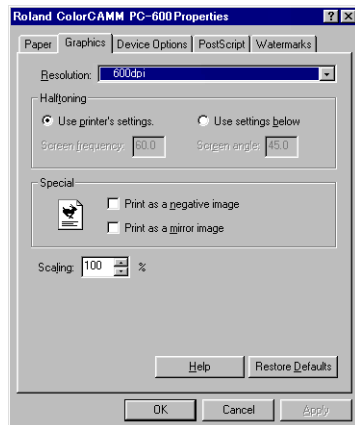 Roland ColorCAMM PC-600 Properties
Paper Graphics Device Options PostScript Watermarks
Resolution: 600dpi
Halftoning
Use printer's settings. Use settings below
Screen frequency: 60.0 Screen angle: 45.0
Special
Print as a negative image
Print as a mirror image
Scaling: 100 %
Help Restore Defaults
OK Cancel Apply